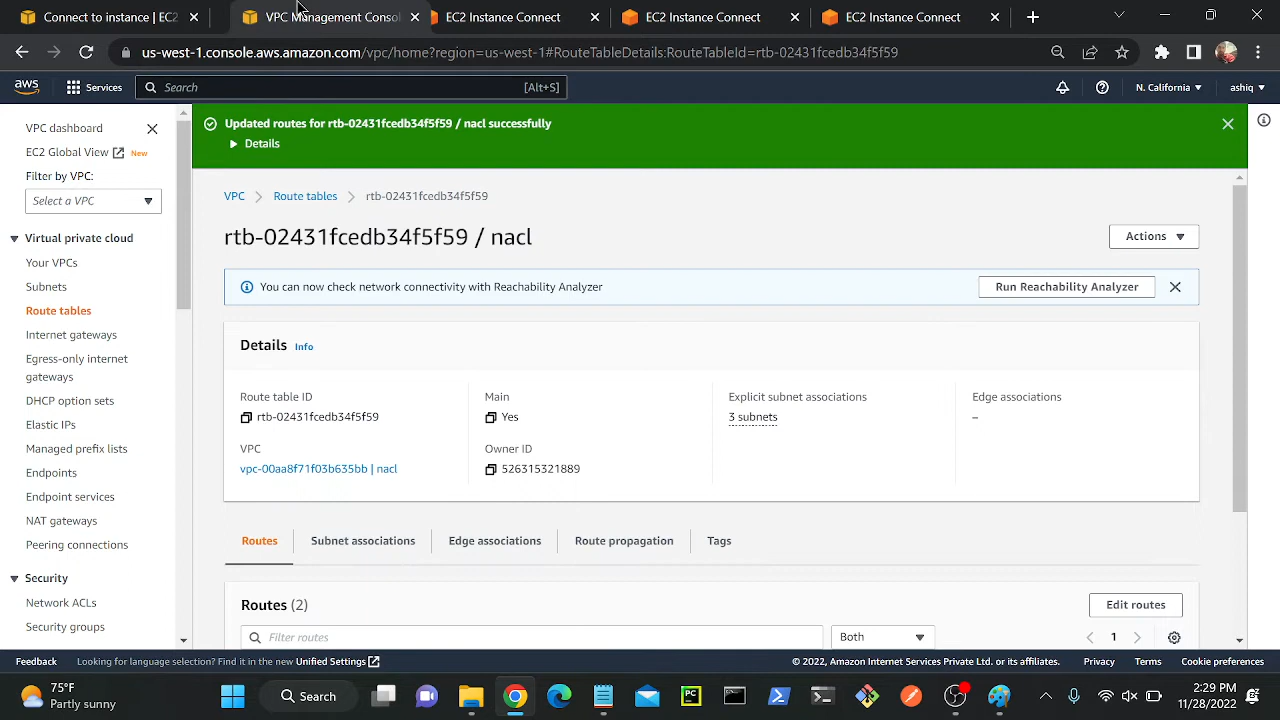 Connect to instance | EC2
VPC Management Consol
EC2 Instance Connect
EC2 Instance Connect
EC2 Instance Connect
us-west-1.console.aws.amazon.com/vpc/home?region=us-west-1#RouteTableDetails:RouteTableId=rtb-02431fcedb34f5f59
aws
Services
Search
[Alt+S]
N. California
ashiq
VPC dashboard
EC2 Global View
New
Filter by VPC:
Select a VPC
Virtual private cloud
Your VPCs
Subnets
Route tables
Internet gateways
Egress-only internet
gateways
DHCP option sets
Elastic IPs
Managed prefix lists
Endpoints
Endpoint services
NAT gateways
Peering connections
Security
Network ACLs
Security groups
Updated routes for rtb-02431fcedb34f5f59 / nacl successfully
Details
VPC
Route tables
rtb-02431fcedb34f5f59
rtb-02431fcedb34f5f59 / nacl
Actions
You can now check network connectivity with Reachability Analyzer
Run Reachability Analyzer
Details
Info
Route table ID
rtb-02431fcedb34f5f59
Main
Yes
Explicit subnet associations
3 subnets
Edge associations
–
VPC
vpc-00aa8f71f03b635bb | nacl
Owner ID
526315321889
Routes
Subnet associations
Edge associations
Route propagation
Tags
Routes (2)
Edit routes
Filter routes
Both
1
Feedback
Looking for language selection? Find it in the new Unified Settings
© 2022, Amazon Internet Services Private Ltd. or its affiliates.
Privacy
Terms
Cookie preferences
75°F
Partly sunny
Search
PC
2:29 PM
11/28/2022